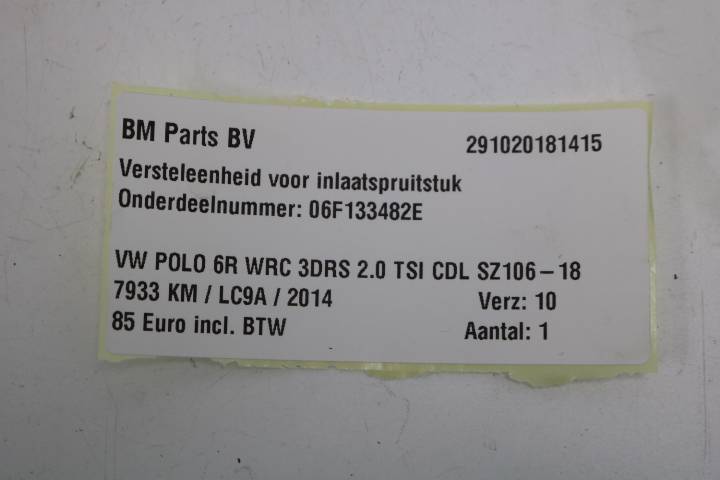 BM Parts BV 291020181415
Versteleenheid voor inlaatspruitstuk
Onderdeelnummer: 06F133482E
VW POLO 6R WRC 3DRS 2.0 TSI CDL SZ106-18
7933 KM / LC9A / 2014 Verz: 10
85 Euro incl. BTW Aantal: 1